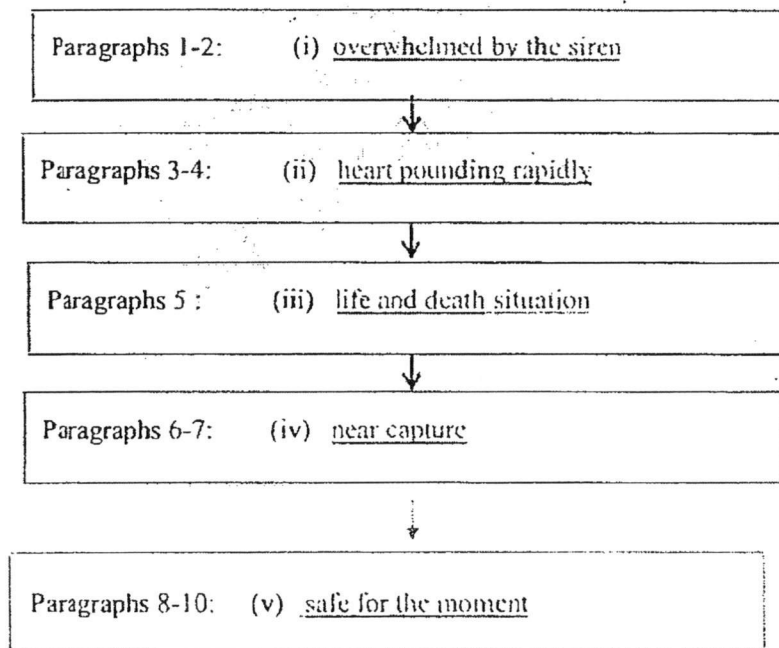 Paragraphs 1-2: (i) overwhelmed by the siren
Paragraphs 3-4: (ii) heart pounding rapidly
Paragraphs 5 : (iii) life and death situation
Paragraphs 6-7: (iv) near capture
Paragraphs 8-10: (v) safe for the moment